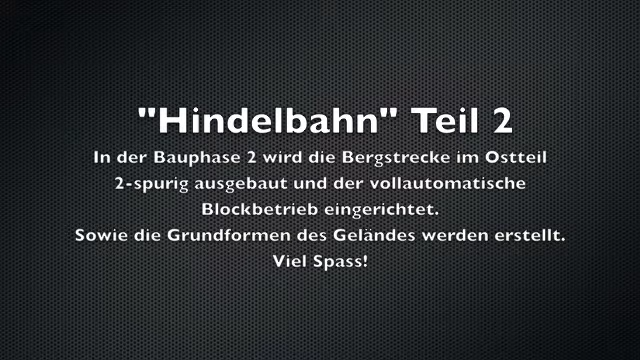 "Hindelbahn" Teil 2
In der Bauphase 2 wird die Bergstrecke im Ostteil
2-spurig ausgebaut und der vollautomatische
Blockbetrieb eingerichtet.
Sowie die Grundformen des Geländes werden erstellt.
Viel Spass!